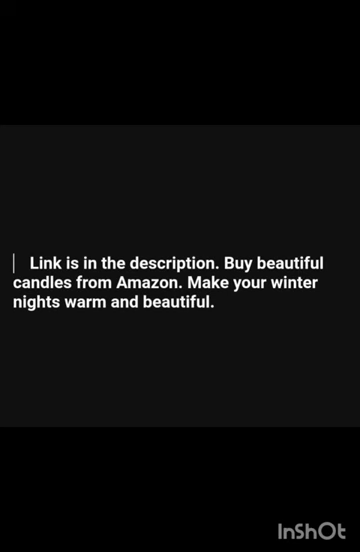 Link is in the description. Buy beautiful
candles from Amazon. Make your winter
nights warm and beautiful.
InShOt